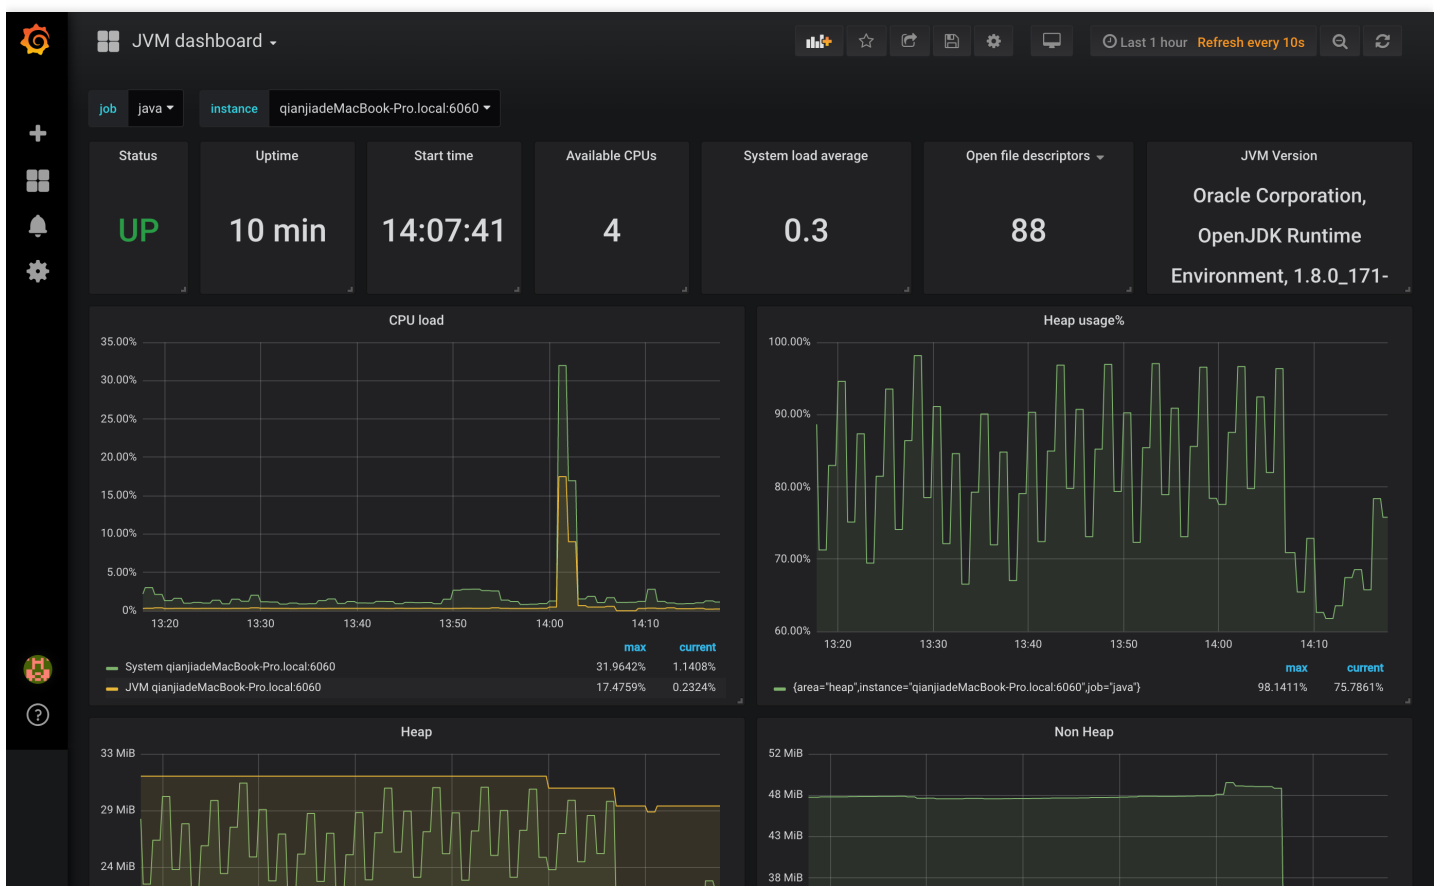 JVM dashboard
Last 1 hour Refresh every 10s
job java instance qianjiadeMacBook-Pro.local:6060
Status
UP
Uptime
10 min
Start time
14:07:41
Available CPUs
4
System load average
0.3
Open file descriptors
88
JVM Version
Oracle Corporation,
OpenJDK Runtime
Environment, 1.8.0_171-
CPU load
35.00%
30.00%
25.00%
20.00%
15.00%
10.00%
5.00%
0%
13:20 13:30 13:40 13:50 14:00 14:10
max current
System qianjiadeMacBook-Pro.local:6060 31.9642% 1.1408%
JVM qianjiadeMacBook-Pro.local:6060 17.4759% 0.2324%
Heap usage%
100.00%
90.00%
80.00%
70.00%
60.00%
13:20 13:30 13:40 13:50 14:00 14:10
max current
{area="heap",instance="qianjiadeMacBook-Pro.local:6060",job="java"} 98.1411% 75.7861%
Heap
33 MiB
29 MiB
24 MiB
Non Heap
52 MiB
48 MiB
43 MiB
38 MiB